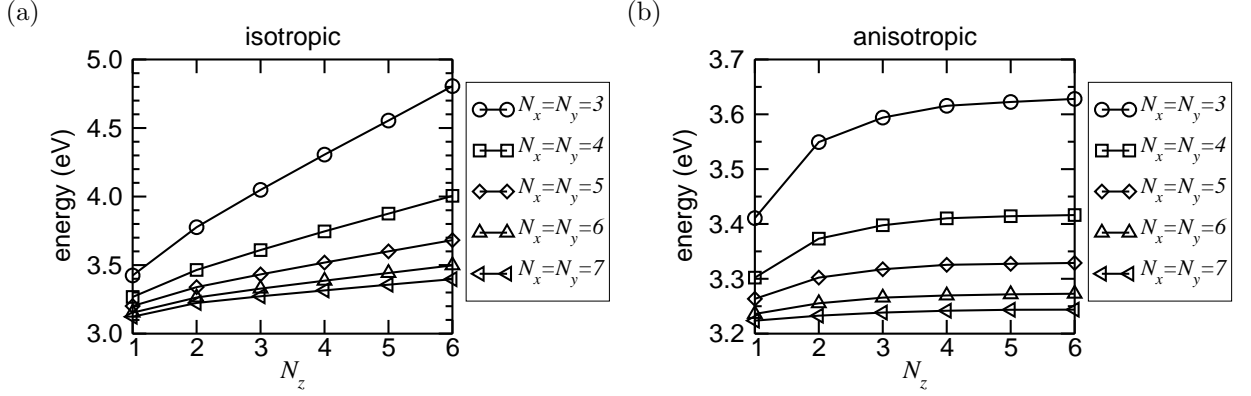 (a)
isotropic
energy (eV)
5.0
4.5
4.0
3.5
3.0
1 2 3 4 5 6
N_z
N_x=N_y=3
N_x=N_y=4
N_x=N_y=5
N_x=N_y=6
N_x=N_y=7
(b)
anisotropic
energy (eV)
3.7
3.6
3.5
3.4
3.3
3.2
1 2 3 4 5 6
N_z
N_x=N_y=3
N_x=N_y=4
N_x=N_y=5
N_x=N_y=6
N_x=N_y=7